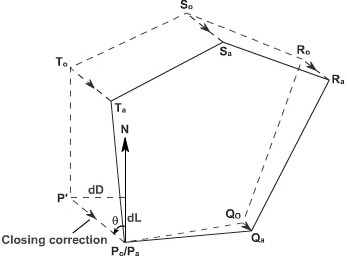 So
Sa
Ro
Ra
To
Ta
N
P'
dD
θ
dL
Qo
Qa
Closing correction
Po/Pa